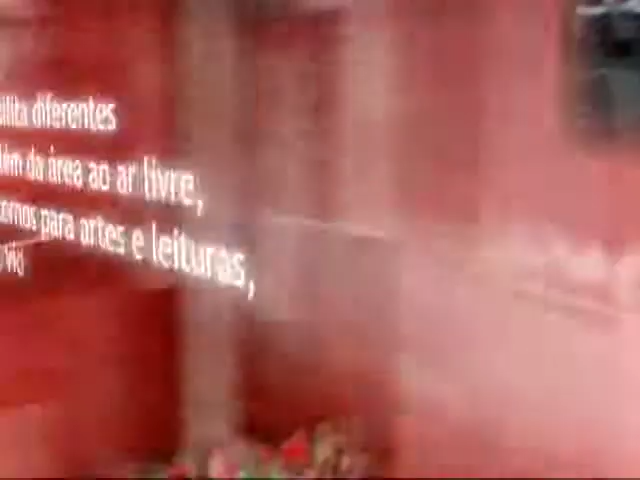 diferentes
da área ao ar livre,
para artes e leituras,